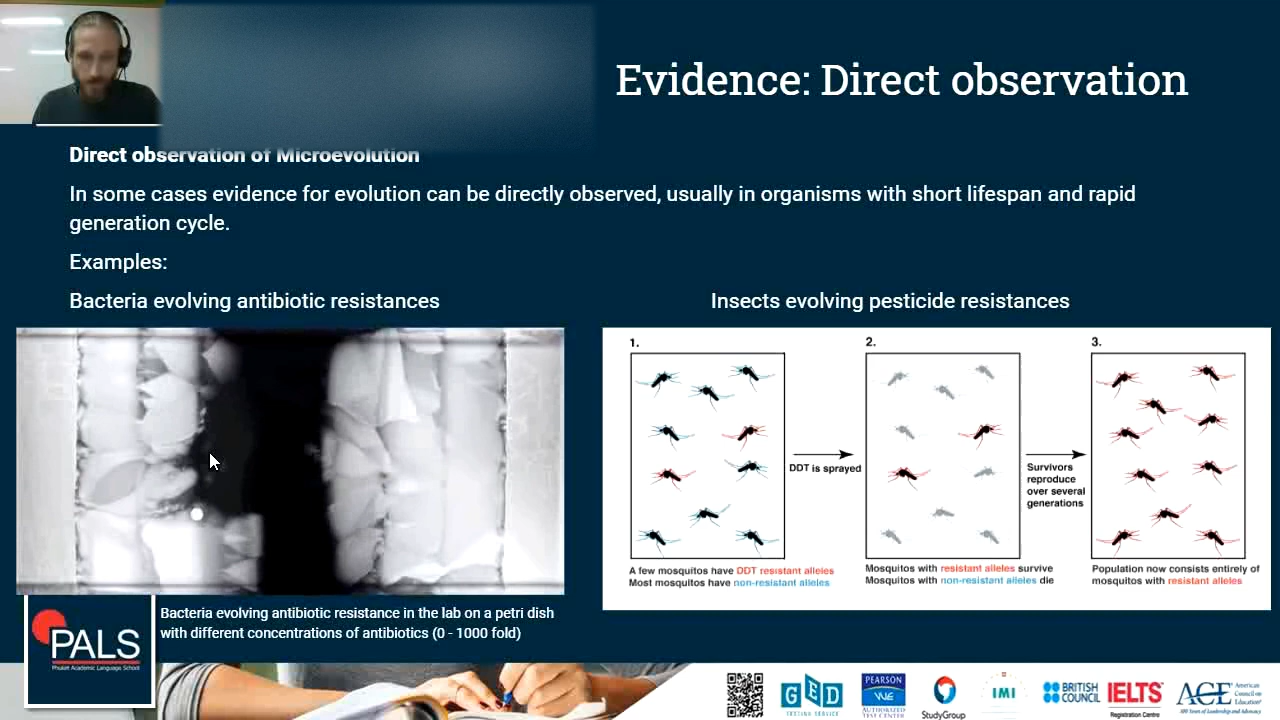 Evidence: Direct observation
Direct observation of Microevolution
In some cases evidence for evolution can be directly observed, usually in organisms with short lifespan and rapid
generation cycle.
Examples:
Bacteria evolving antibiotic resistances
Insects evolving pesticide resistances
1.
2.
3.
DDT is sprayed
Survivors
reproduce
over several
generations
A few mosquitos have DDT resistant alleles
Most mosquitos have non-resistant alleles
Mosquitos with resistant alleles survive
Mosquitos with non-resistant alleles die
Population now consists entirely of
mosquitos with resistant alleles
Bacteria evolving antibiotic resistance in the lab on a petri dish
with different concentrations of antibiotics (0 - 1000 fold)
PALS
Phuket Academic Language School
GED
TESTING SERVICE
PEARSON
VUE
AUTHORIZED
TEST CENTER
StudyGroup
IMI
BRITISH
COUNCIL
IELTS
Registration Centre
ACE
American
Council on
Education